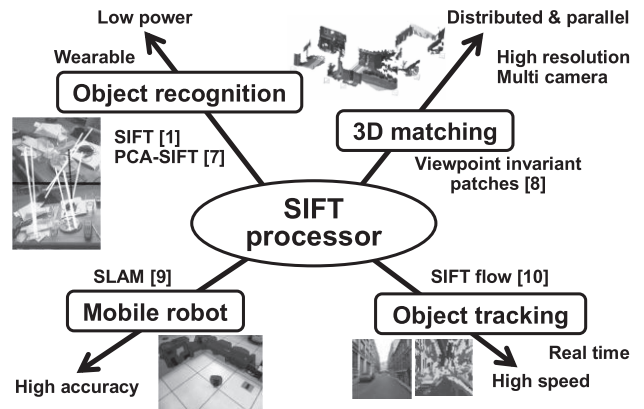 Low power
Wearable
Object recognition
SIFT [1]
PCA-SIFT [7]
Distributed & parallel
High resolution
Multi camera
3D matching
Viewpoint invariant
patches [8]
SIFT
processor
SLAM [9]
Mobile robot
High accuracy
SIFT flow [10]
Object tracking
Real time
High speed